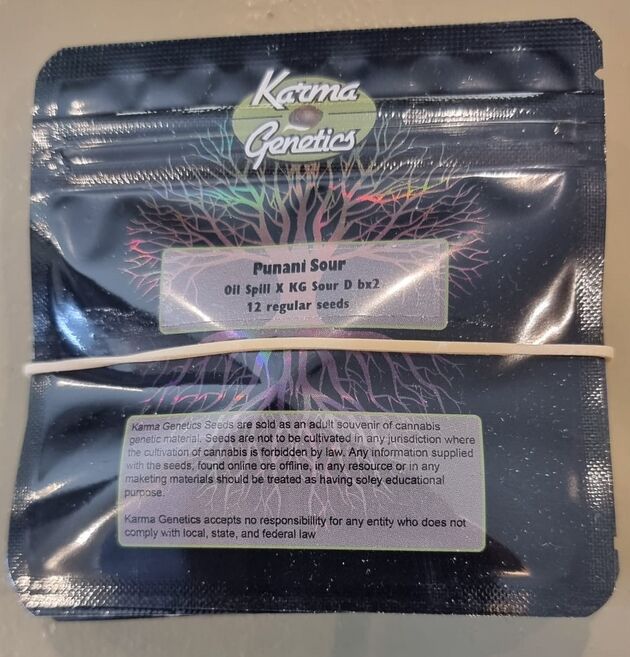 Karma
Genetics
Punani Sour
Oil Spill X KG Sour D bx2
12 regular seeds
Karma Genetics Seeds are sold as an adult souvenir of cannabis
genetic material. Seeds are not to be cultivated in any jurisdiction where
the cultivation of cannabis is forbidden by law. Any information supplied
with the seeds, found online ore offline, in any resource or in any
maketing materials should be treated as having soley educational
purpose.
Karma Genetics accepts no responsibillity for any entity who does not
comply with local, state, and federal law